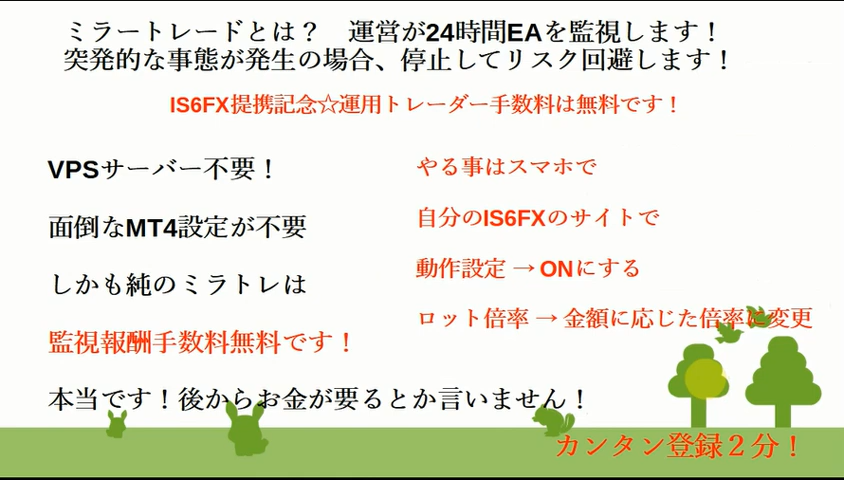 ミラートレードとは？　運営が24時間EAを監視します！
突発的な事態が発生の場合、停止してリスク回避します！
IS6FX提携記念☆運用トレーダー手数料は無料です！
VPSサーバー不要！
面倒なMT4設定が不要
しかも純のミラトレは
監視報酬手数料無料です！
本当です！後からお金が要るとか言いません！
やる事はスマホで
自分のIS6FXのサイトで
動作設定 → ONにする
ロット倍率 → 金額に応じた倍率に変更
カンタン登録２分！